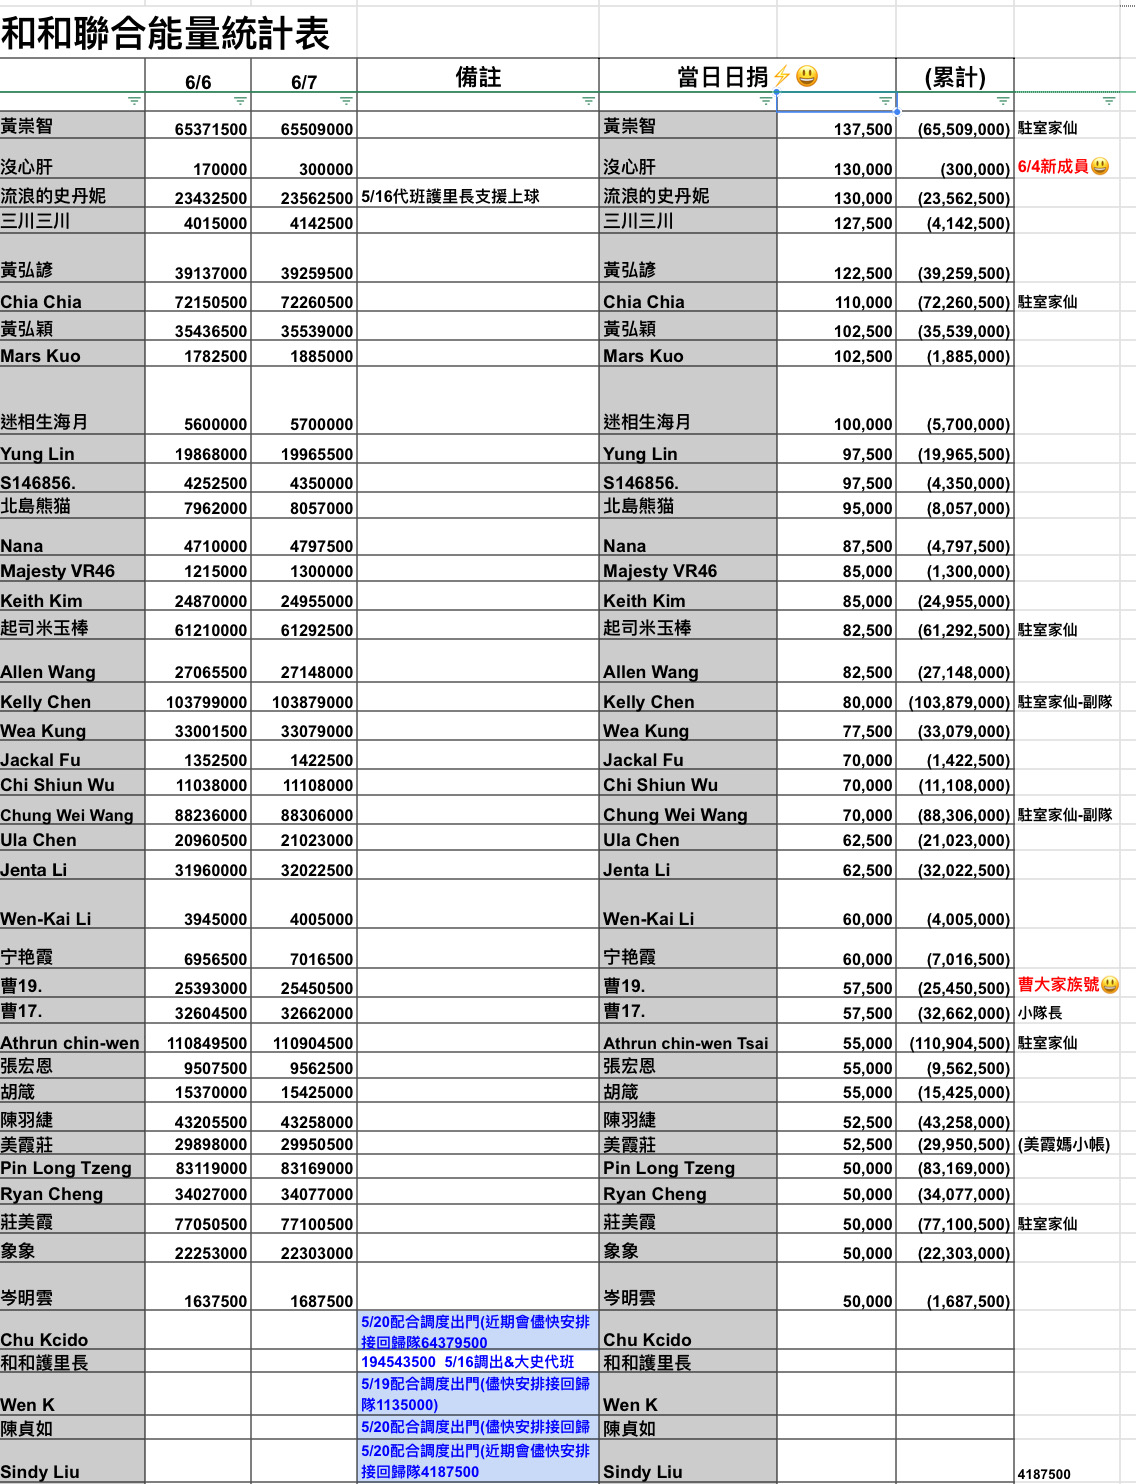 和和聯合能量統計表
6/6 6/7 備註 當日日捐⚡😃 (累計)
黃崇智 65371500 65509000 黃崇智 137,500 (65,509,000) 駐室家仙
沒心肝 170000 300000 沒心肝 130,000 (300,000) 6/4新成員😃
流浪的史丹妮 23432500 23562500 5/16代班護里長支援上球 流浪的史丹妮 130,000 (23,562,500)
三川三川 4015000 4142500 三川三川 127,500 (4,142,500)
黃弘諺 39137000 39259500 黃弘諺 122,500 (39,259,500)
Chia Chia 72150500 72260500 Chia Chia 110,000 (72,260,500) 駐室家仙
黃弘穎 35436500 35539000 黃弘穎 102,500 (35,539,000)
Mars Kuo 1782500 1885000 Mars Kuo 102,500 (1,885,000)
迷相生海月 5600000 5700000 迷相生海月 100,000 (5,700,000)
Yung Lin 19868000 19965500 Yung Lin 97,500 (19,965,500)
S146856. 4252500 4350000 S146856. 97,500 (4,350,000)
北島熊猫 7962000 8057000 北島熊猫 95,000 (8,057,000)
Nana 4710000 4797500 Nana 87,500 (4,797,500)
Majesty VR46 1215000 1300000 Majesty VR46 85,000 (1,300,000)
Keith Kim 24870000 24955000 Keith Kim 85,000 (24,955,000)
起司米玉棒 61210000 61292500 起司米玉棒 82,500 (61,292,500) 駐室家仙
Allen Wang 27065500 27148000 Allen Wang 82,500 (27,148,000)
Kelly Chen 103799000 103879000 Kelly Chen 80,000 (103,879,000) 駐室家仙-副隊
Wea Kung 33001500 33079000 Wea Kung 77,500 (33,079,000)
Jackal Fu 1352500 1422500 Jackal Fu 70,000 (1,422,500)
Chi Shiun Wu 11038000 11108000 Chi Shiun Wu 70,000 (11,108,000)
Chung Wei Wang 88236000 88306000 Chung Wei Wang 70,000 (88,306,000) 駐室家仙-副隊
Ula Chen 20960500 21023000 Ula Chen 62,500 (21,023,000)
Jenta Li 31960000 32022500 Jenta Li 62,500 (32,022,500)
Wen-Kai Li 3945000 4005000 Wen-Kai Li 60,000 (4,005,000)
宁艳霞 6956500 7016500 宁艳霞 60,000 (7,016,500)
曹19. 25393000 25450500 曹19. 57,500 (25,450,500) 曹大家族號😃
曹17. 32604500 32662000 曹17. 57,500 (32,662,000) 小隊長
Athrun chin-wen 110849500 110904500 Athrun chin-wen Tsai 55,000 (110,904,500) 駐室家仙
張宏恩 9507500 9562500 張宏恩 55,000 (9,562,500)
胡箴 15370000 15425000 胡箴 55,000 (15,425,000)
陳羽緁 43205500 43258000 陳羽緁 52,500 (43,258,000)
美霞莊 29898000 29950500 美霞莊 52,500 (29,950,500) (美霞媽小帳)
Pin Long Tzeng 83119000 83169000 Pin Long Tzeng 50,000 (83,169,000)
Ryan Cheng 34027000 34077000 Ryan Cheng 50,000 (34,077,000)
莊美霞 77050500 77100500 莊美霞 50,000 (77,100,500) 駐室家仙
象象 22253000 22303000 象象 50,000 (22,303,000)
岑明雲 1637500 1687500 岑明雲 50,000 (1,687,500)
5/20配合調度出門(近期會儘快安排
Chu Kcido 接回歸隊64379500 Chu Kcido
和和護里長 194543500 5/16調出&大史代班 和和護里長
5/19配合調度出門(儘快安排接回歸
Wen K 隊1135000) Wen K
陳貞如 5/20配合調度出門(儘快安排接回歸 陳貞如
5/20配合調度出門(近期會儘快安排
Sindy Liu 接回歸隊4187500 Sindy Liu 4187500